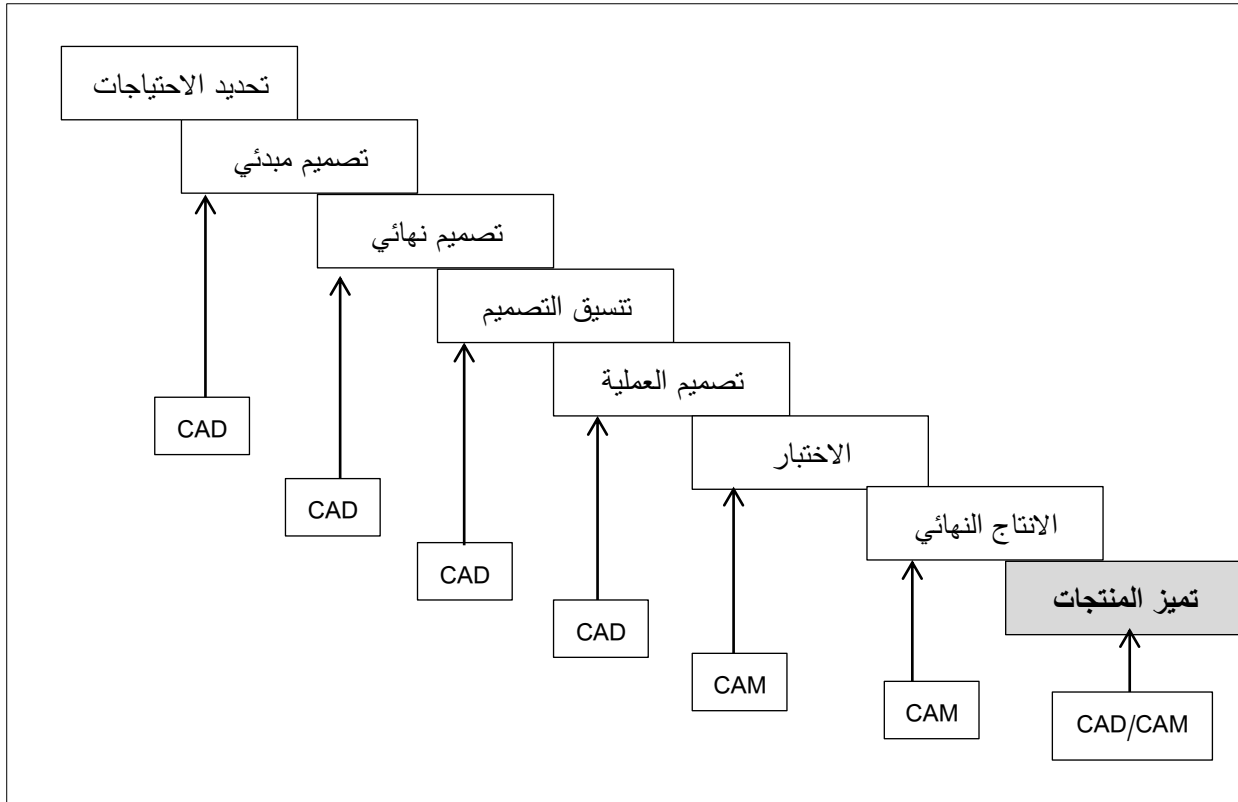 تحديد الاحتياجات
تصميم مبدئي
تصميم نهائي
تنسيق التصميم
تصميم العملية
الاختبار
الانتاج النهائي
تميز المنتجات
CAD
CAD
CAD
CAD
CAM
CAM
CAD/CAM